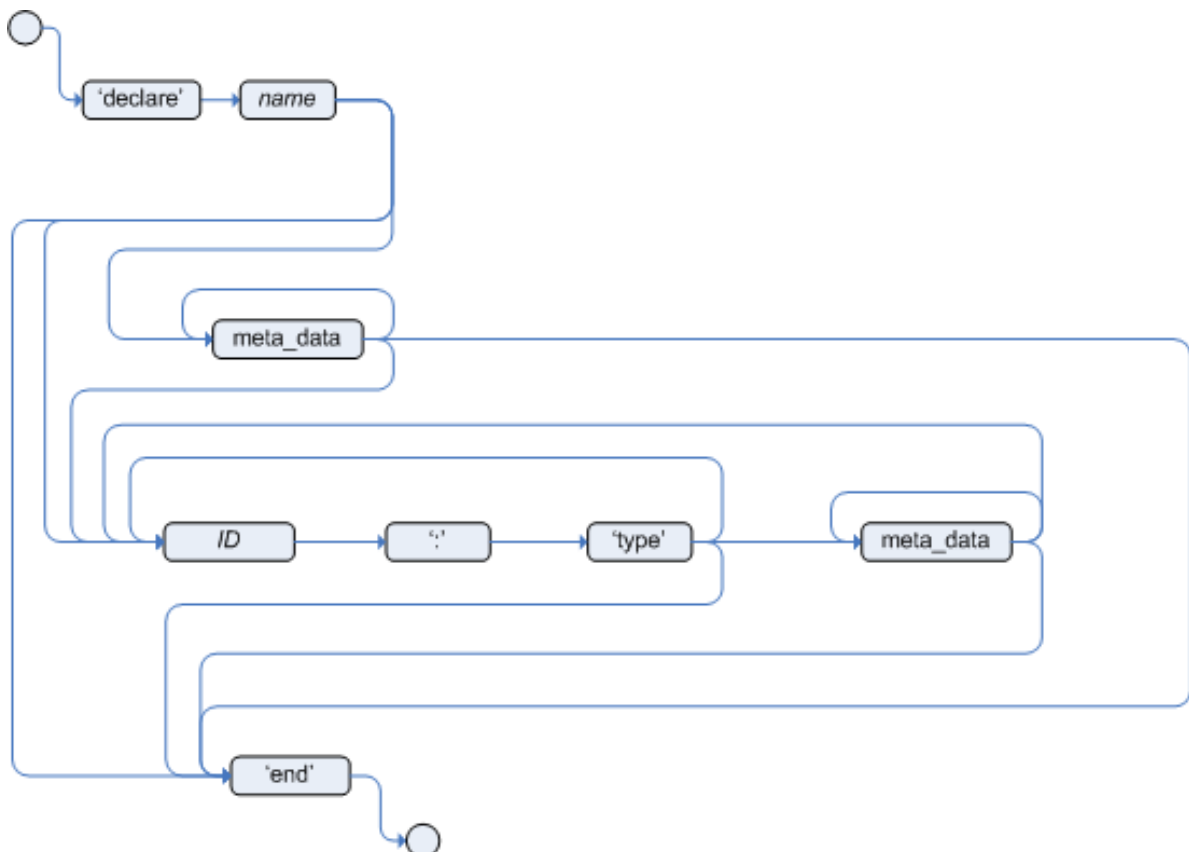 ‘declare’ name
meta_data
ID ‘:’ ‘type’ meta_data
‘end’